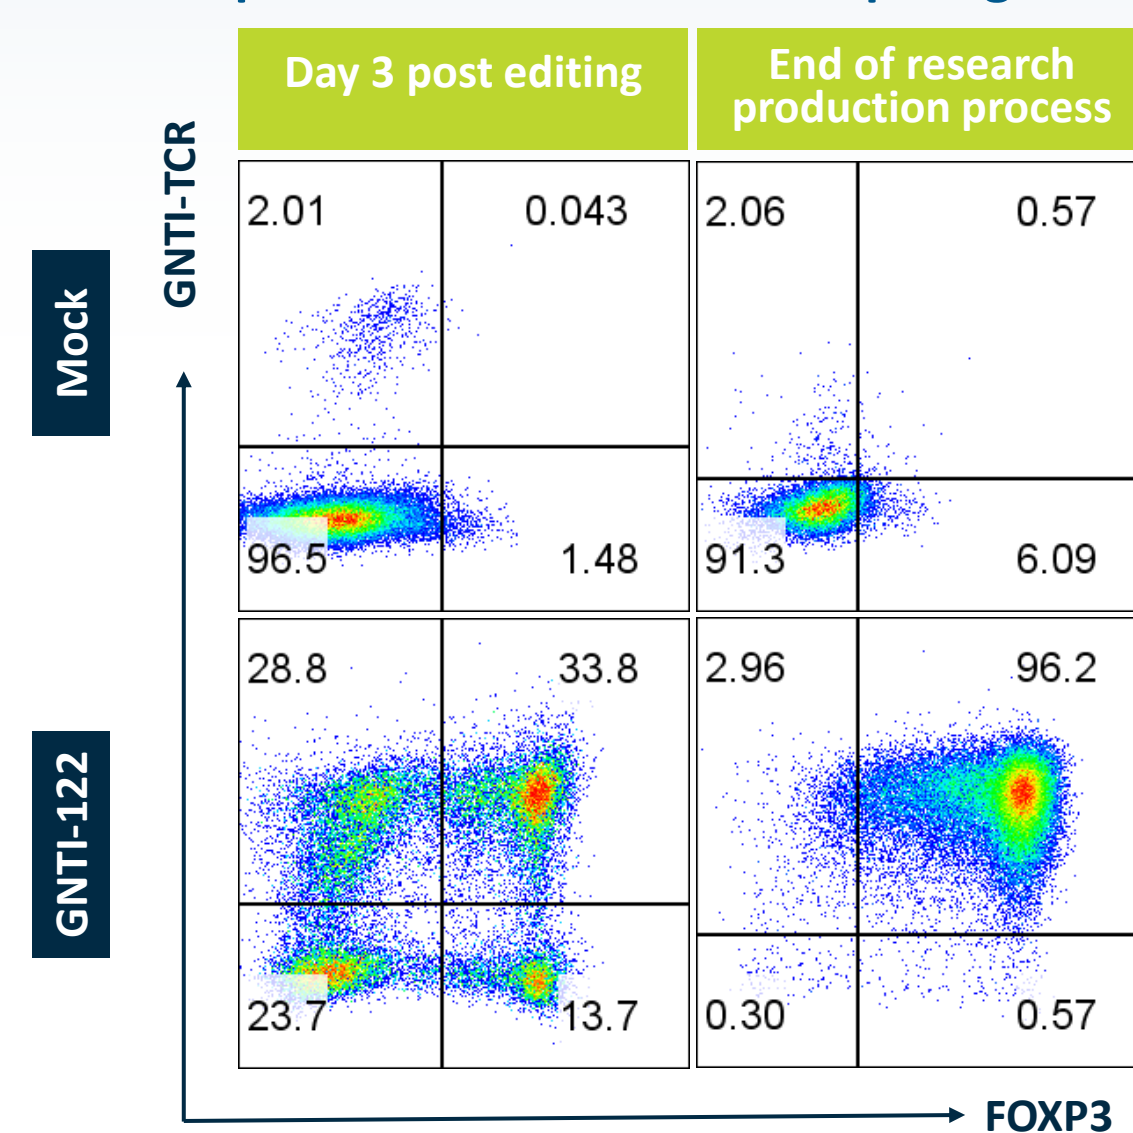 Day 3 post editing
End of research
production process
GNTI-TCR
Mock
2.01
0.043
2.06
0.57
96.5
1.48
91.3
6.09
GNTI-122
28.8
33.8
2.96
96.2
23.7
13.7
0.30
0.57
FOXP3